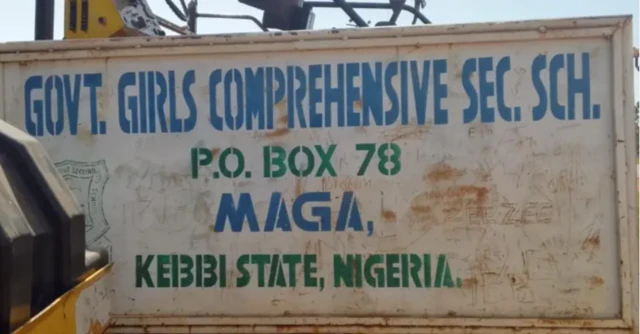 GOVT. GIRLS COMPREHENSIVE SEC. SCH.
P.O. BOX 78
MAGA,
KEBBI STATE, NIGERIA.